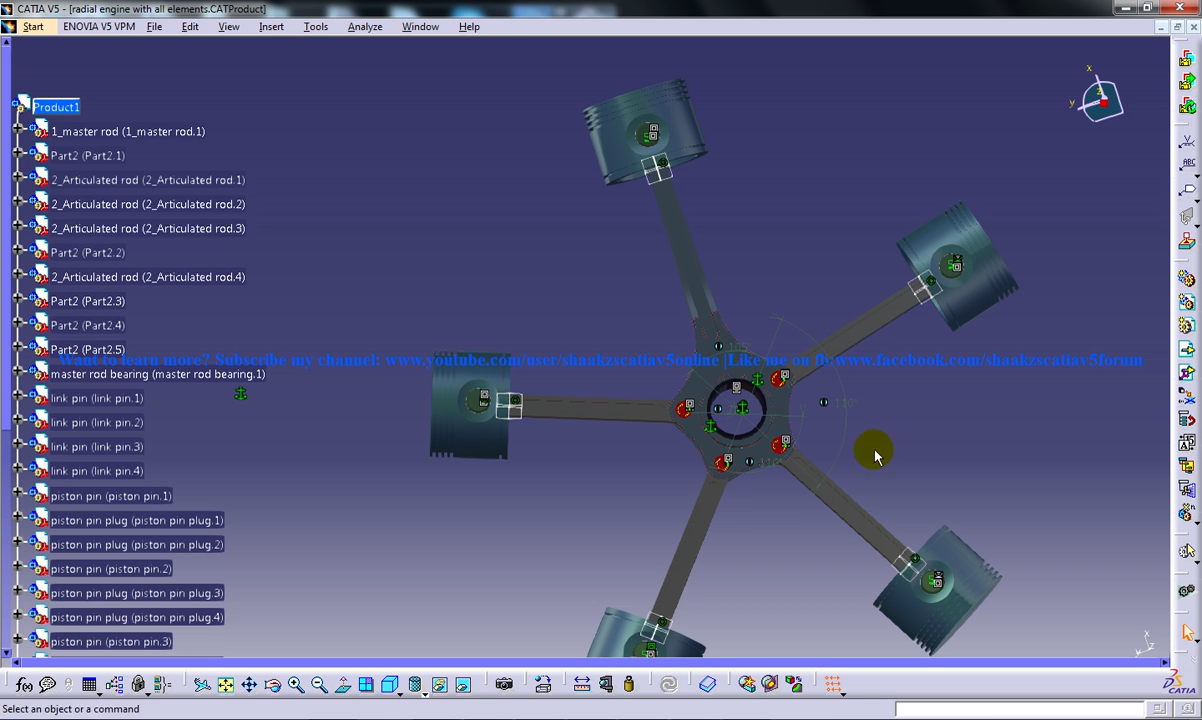 CATIA V5 - [radial engine with all elements.CATProduct]
Start ENOVIA V5 VPM File Edit View Insert Tools Analyze Window Help
Product1
1_master rod (1_master rod.1)
Part2 (Part2.1)
2_Articulated rod (2_Articulated rod.1)
2_Articulated rod (2_Articulated rod.2)
2_Articulated rod (2_Articulated rod.3)
Part2 (Part2.2)
2_Articulated rod (2_Articulated rod.4)
Part2 (Part2.3)
Part2 (Part2.4)
Part2 (Part2.5)
Want to learn more? Subscribe my channel: www.youtube.com/user/shaakzscatiav5online |Like me on fb:www.facebook.com/shaakzscatiav5forum
master rod bearing (master rod bearing.1)
link pin (link pin.1)
link pin (link pin.2)
link pin (link pin.3)
link pin (link pin.4)
piston pin (piston pin.1)
piston pin plug (piston pin plug.1)
piston pin plug (piston pin plug.2)
piston pin (piston pin.2)
piston pin plug (piston pin plug.3)
piston pin plug (piston pin plug.4)
piston pin (piston pin.3)
x
y
z
110°
f(x)
CATIA
Select an object or a command